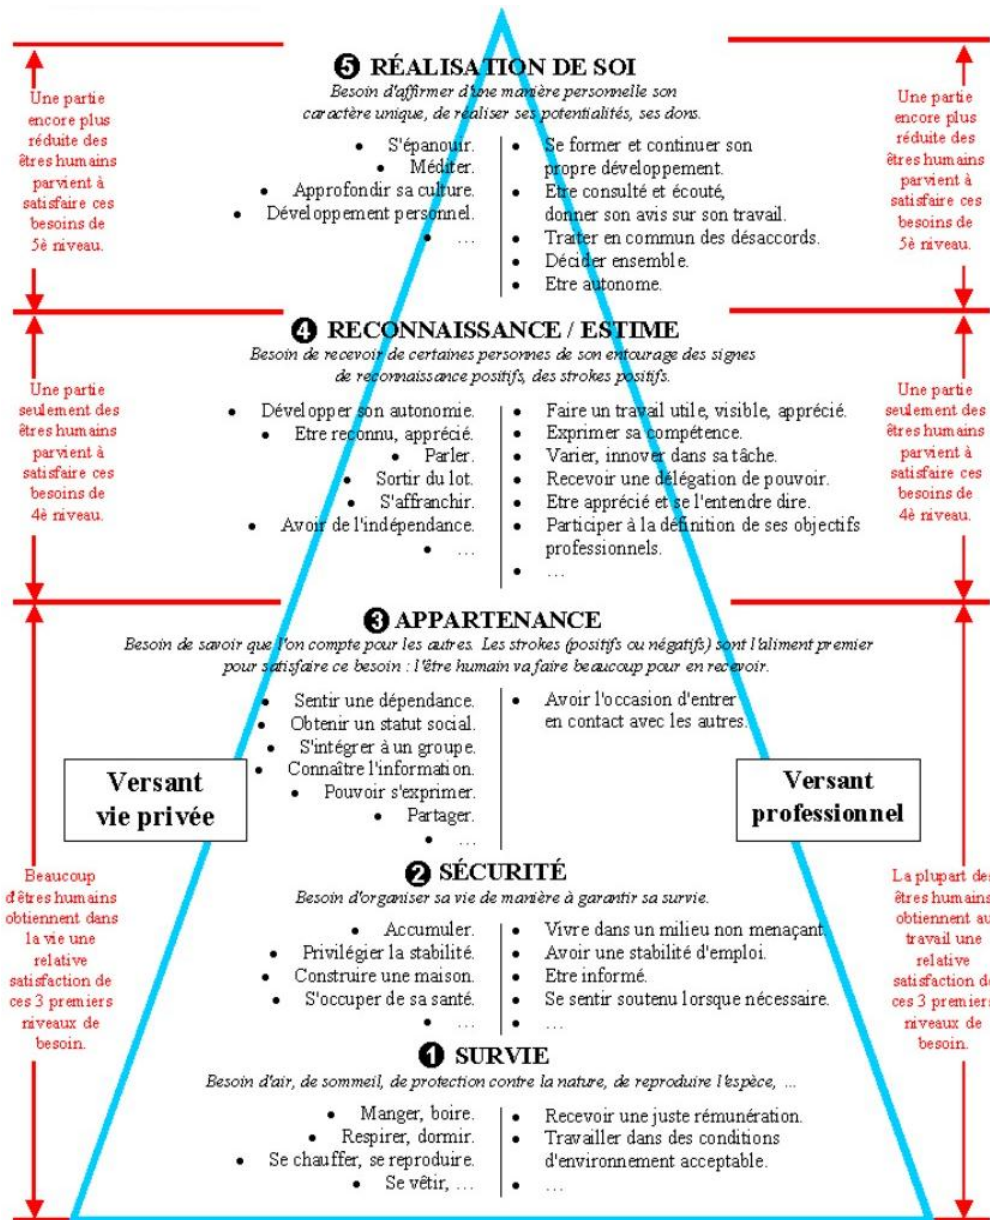 ❺ RÉALISATION DE SOI
Besoin d'affirmer d'une manière personnelle son
caractère unique, de réaliser ses potentialités, ses dons.
• S'épanouir.
• Méditer.
• Approfondir sa culture.
• Développement personnel.
• …
• Se former et continuer son
propre développement.
• Etre consulté et écouté,
donner son avis sur son travail.
• Traiter en commun des désaccords.
• Décider ensemble.
• Etre autonome.
Une partie
encore plus
réduite des
êtres humains
parvient à
satisfaire ces
besoins de
5è niveau.
Une partie
encore plus
réduite des
êtres humains
parvient à
satisfaire ces
besoins de
5è niveau.
❹ RECONNAISSANCE / ESTIME
Besoin de recevoir de certaines personnes de son entourage des signes
de reconnaissance positifs, des strokes positifs.
• Développer son autonomie.
• Etre reconnu, apprécié.
• Parler.
• Sortir du lot.
• S'affranchir.
• Avoir de l'indépendance.
• …
• Faire un travail utile, visible, apprécié.
• Exprimer sa compétence.
• Varier, innover dans sa tâche.
• Recevoir une délégation de pouvoir.
• Etre apprécié et se l'entendre dire.
• Participer à la définition de ses objectifs
professionnels.
• …
Une partie
seulement des
êtres humains
parvient à
satisfaire ces
besoins de
4è niveau.
Une partie
seulement des
êtres humains
parvient à
satisfaire ces
besoins de
4è niveau.
❸ APPARTENANCE
Besoin de savoir que l'on compte pour les autres. Les strokes (positifs ou négatifs) sont l'aliment premier
pour satisfaire ce besoin : l'être humain va faire beaucoup pour en recevoir.
• Sentir une dépendance.
• Obtenir un statut social.
• S'intégrer à un groupe.
• Connaître l'information.
• Pouvoir s'exprimer.
• Partager.
• …
• Avoir l'occasion d'entrer
en contact avec les autres.
Versant
vie privée
Versant
professionnel
❷ SÉCURITÉ
Besoin d'organiser sa vie de manière à garantir sa survie.
• Accumuler.
• Privilégier la stabilité.
• Construire une maison.
• S'occuper de sa santé.
• …
• Vivre dans un milieu non menaçant.
• Avoir une stabilité d'emploi.
• Etre informé.
• Se sentir soutenu lorsque nécessaire.
• …
Beaucoup
d'êtres humains
obtiennent dans
la vie une
relative
satisfaction de
ces 3 premiers
niveaux de
besoin.
La plupart des
êtres humains
obtiennent au
travail une
relative
satisfaction de
ces 3 premiers
niveaux de
besoin.
❶ SURVIE
Besoin d'air, de sommeil, de protection contre la nature, de reproduire l'espèce, …
• Manger, boire.
• Respirer, dormir.
• Se chauffer, se reproduire.
• Se vêtir, …
• Recevoir une juste rémunération.
• Travailler dans des conditions
d'environnement acceptable.
• …